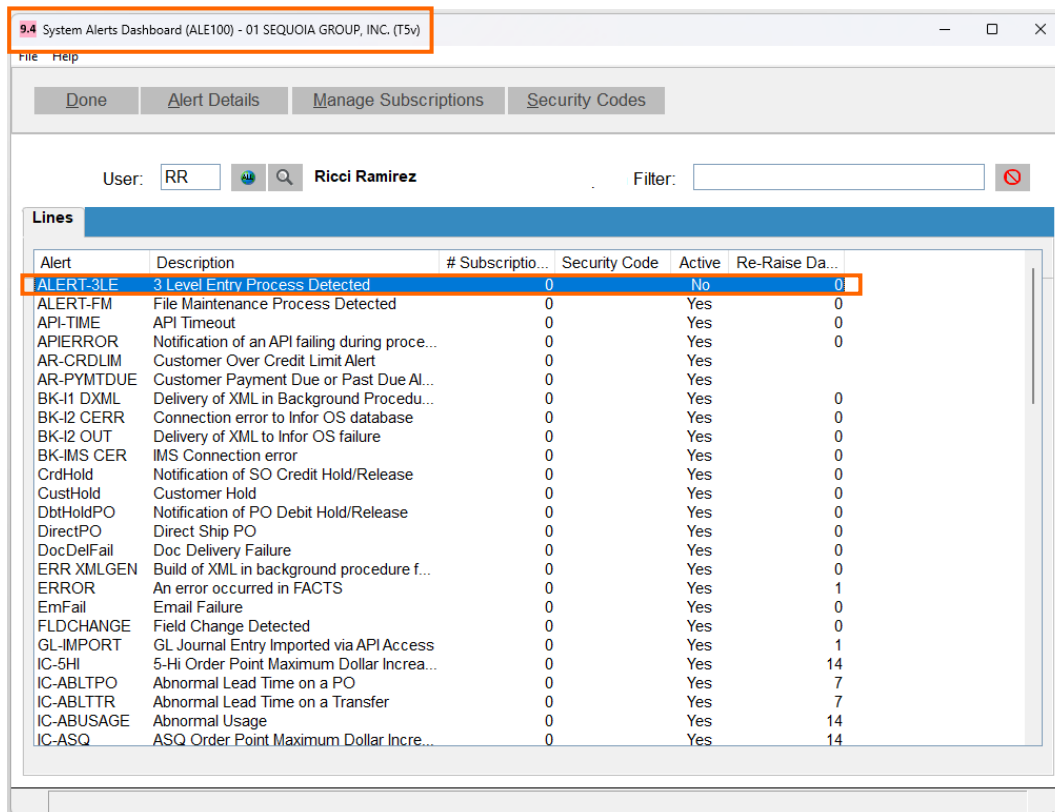 9.4 System Alerts Dashboard (ALE100) - 01 SEQUOIA GROUP, INC. (T5v)
File Help
Done Alert Details Manage Subscriptions Security Codes
User: RR ALL Ricci Ramirez Filter:
Lines
Alert Description # Subscriptio... Security Code Active Re-Raise Da...
ALERT-3LE 3 Level Entry Process Detected 0 No 0
ALERT-FM File Maintenance Process Detected 0 Yes 0
API-TIME API Timeout 0 Yes 0
APIERROR Notification of an API failing during proce... 0 Yes 0
AR-CRDLIM Customer Over Credit Limit Alert 0 Yes
AR-PYMTDUE Customer Payment Due or Past Due Al... 0 Yes
BK-I1 DXML Delivery of XML in Background Procedu... 0 Yes 0
BK-I2 CERR Connection error to Infor OS database 0 Yes 0
BK-I2 OUT Delivery of XML to Infor OS failure 0 Yes 0
BK-IMS CER IMS Connection error 0 Yes 0
CrdHold Notification of SO Credit Hold/Release 0 Yes 0
CustHold Customer Hold 0 Yes 0
DbtHoldPO Notification of PO Debit Hold/Release 0 Yes 0
DirectPO Direct Ship PO 0 Yes 0
DocDelFail Doc Delivery Failure 0 Yes 0
ERR XMLGEN Build of XML in background procedure f... 0 Yes 0
ERROR An error occurred in FACTS 0 Yes 1
EmFail Email Failure 0 Yes 0
FLDCHANGE Field Change Detected 0 Yes 0
GL-IMPORT GL Journal Entry Imported via API Access 0 Yes 1
IC-5HI 5-Hi Order Point Maximum Dollar Increa... 0 Yes 14
IC-ABLTPO Abnormal Lead Time on a PO 0 Yes 7
IC-ABLTTR Abnormal Lead Time on a Transfer 0 Yes 7
IC-ABUSAGE Abnormal Usage 0 Yes 14
IC-ASQ ASQ Order Point Maximum Dollar Incre... 0 Yes 14